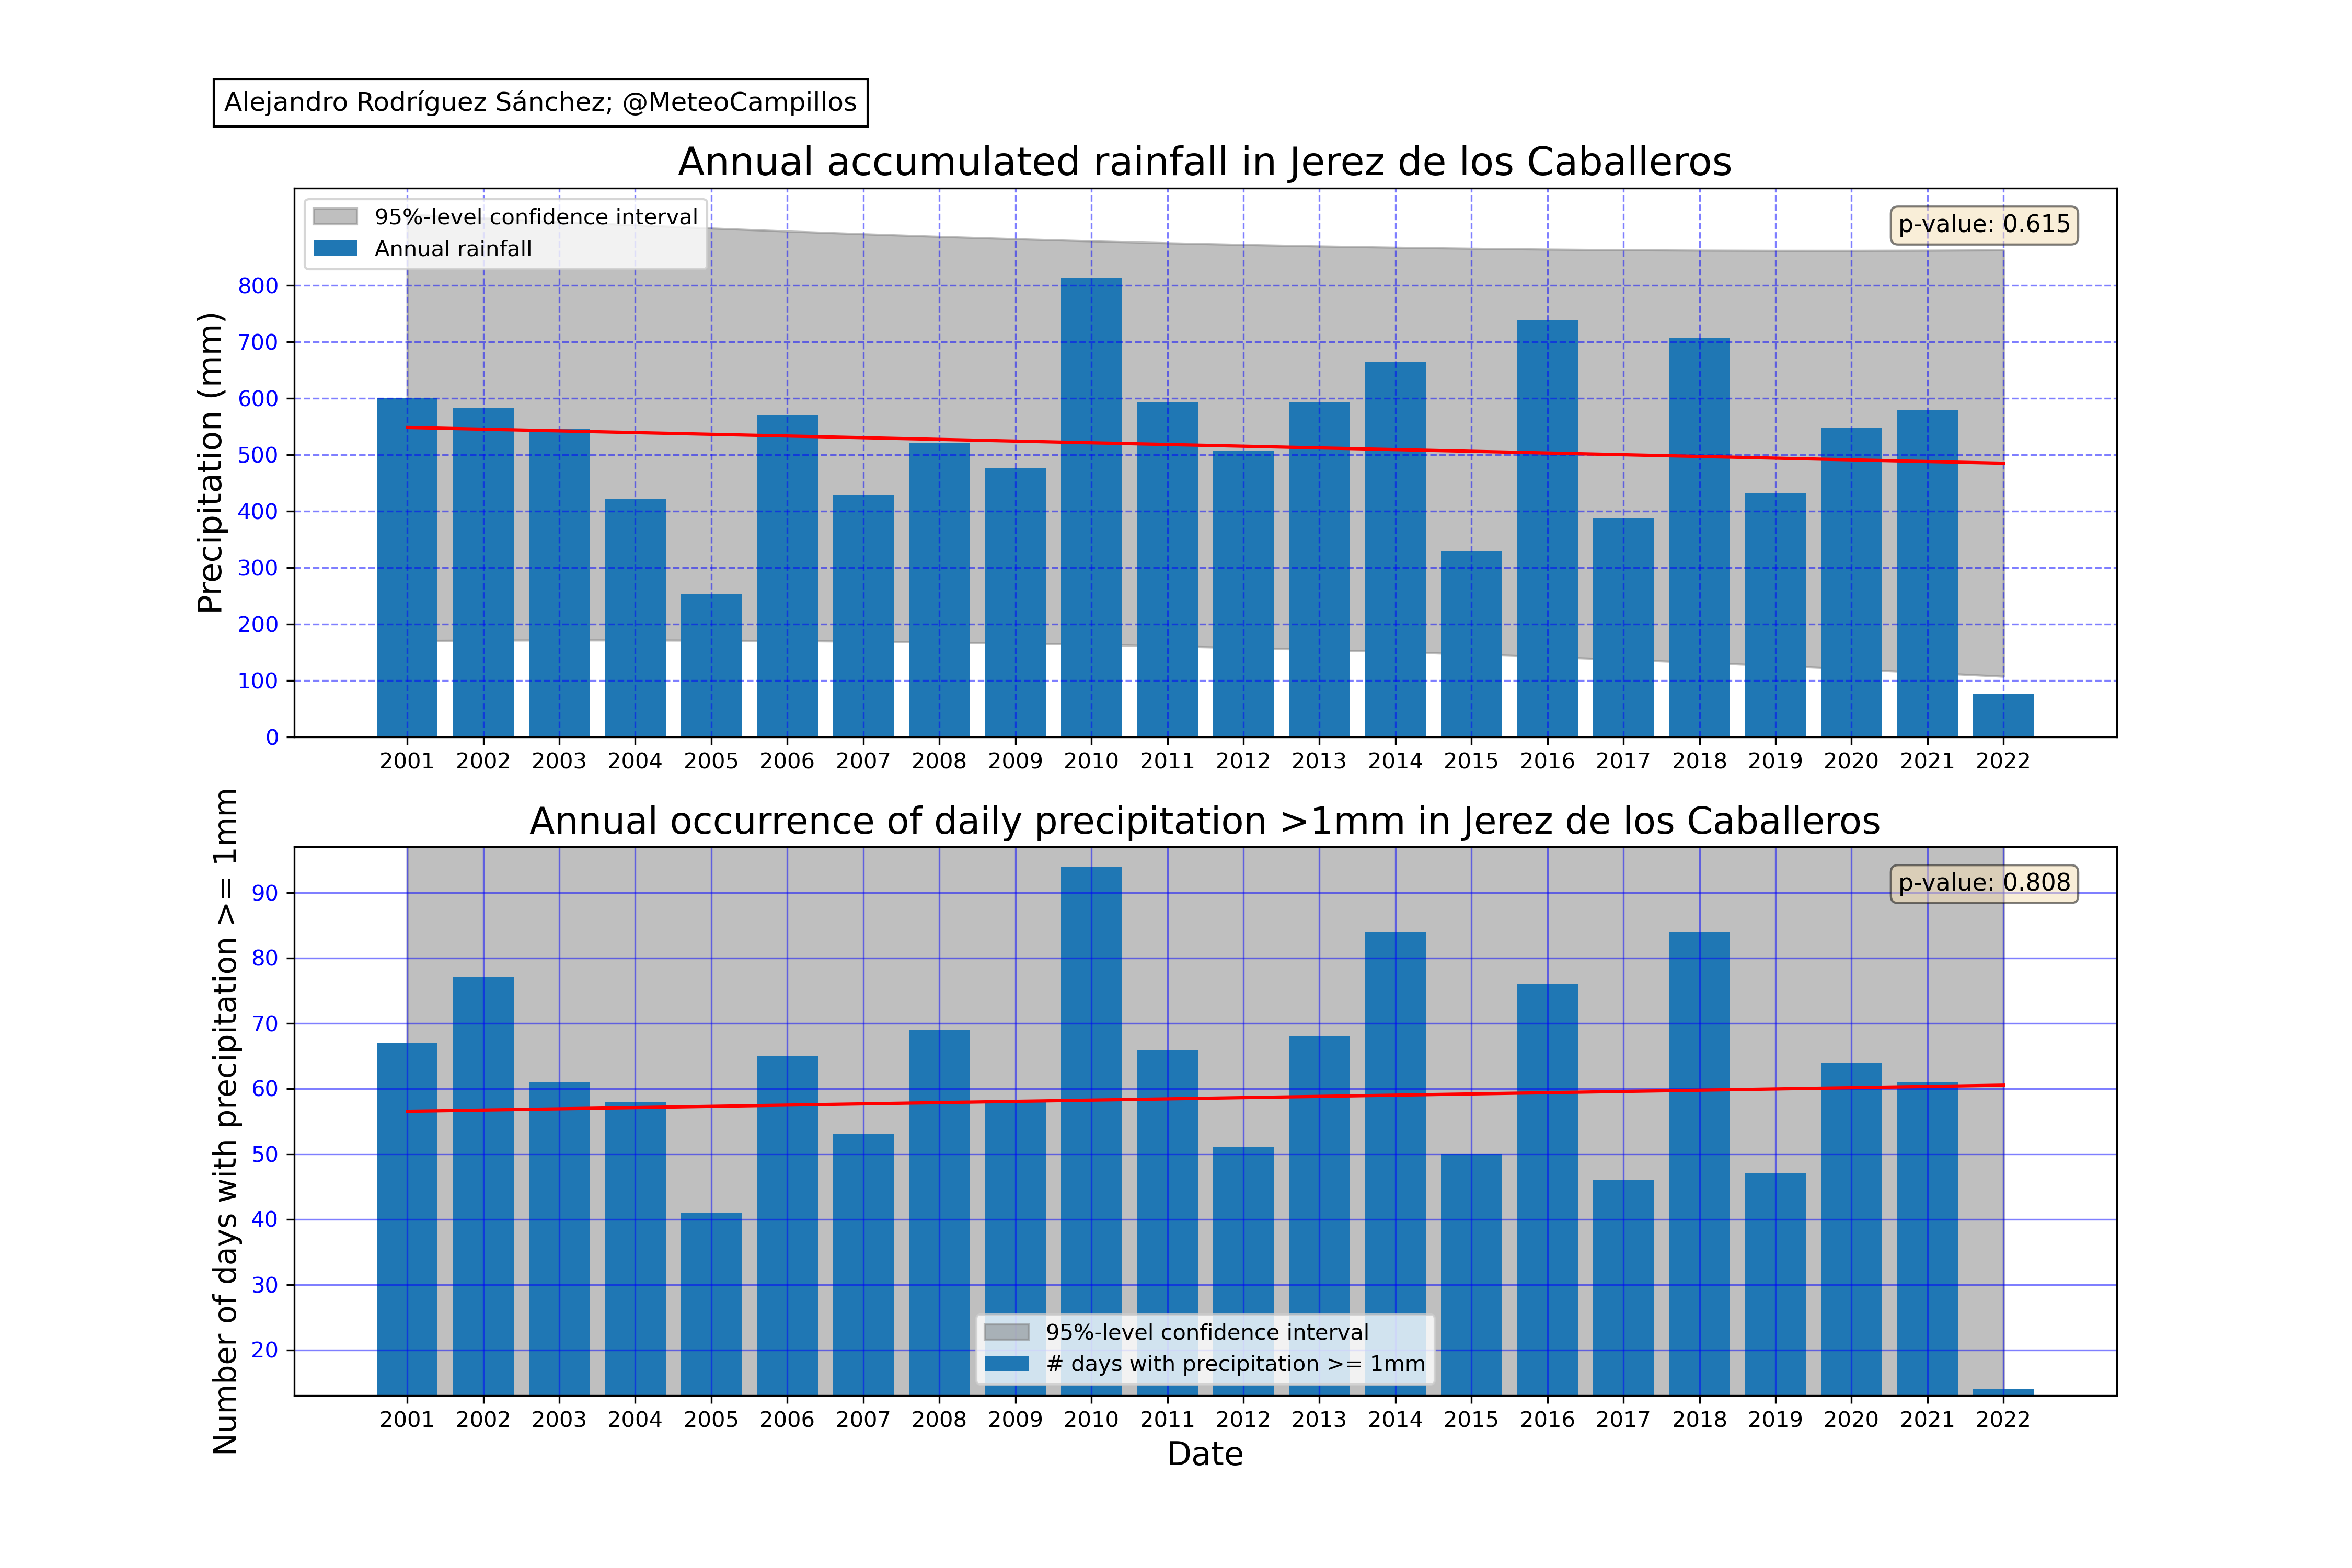 Alejandro Rodríguez Sánchez; @MeteoCampillos
Annual accumulated rainfall in Jerez de los Caballeros
95%-level confidence interval
Annual rainfall
p-value: 0.615
Precipitation (mm)
800
700
600
500
400
300
200
100
0
2001 2002 2003 2004 2005 2006 2007 2008 2009 2010 2011 2012 2013 2014 2015 2016 2017 2018 2019 2020 2021 2022
Annual occurrence of daily precipitation >1mm in Jerez de los Caballeros
p-value: 0.808
Number of days with precipitation >= 1mm
90
80
70
60
50
40
30
20
95%-level confidence interval
# days with precipitation >= 1mm
2001 2002 2003 2004 2005 2006 2007 2008 2009 2010 2011 2012 2013 2014 2015 2016 2017 2018 2019 2020 2021 2022
Date